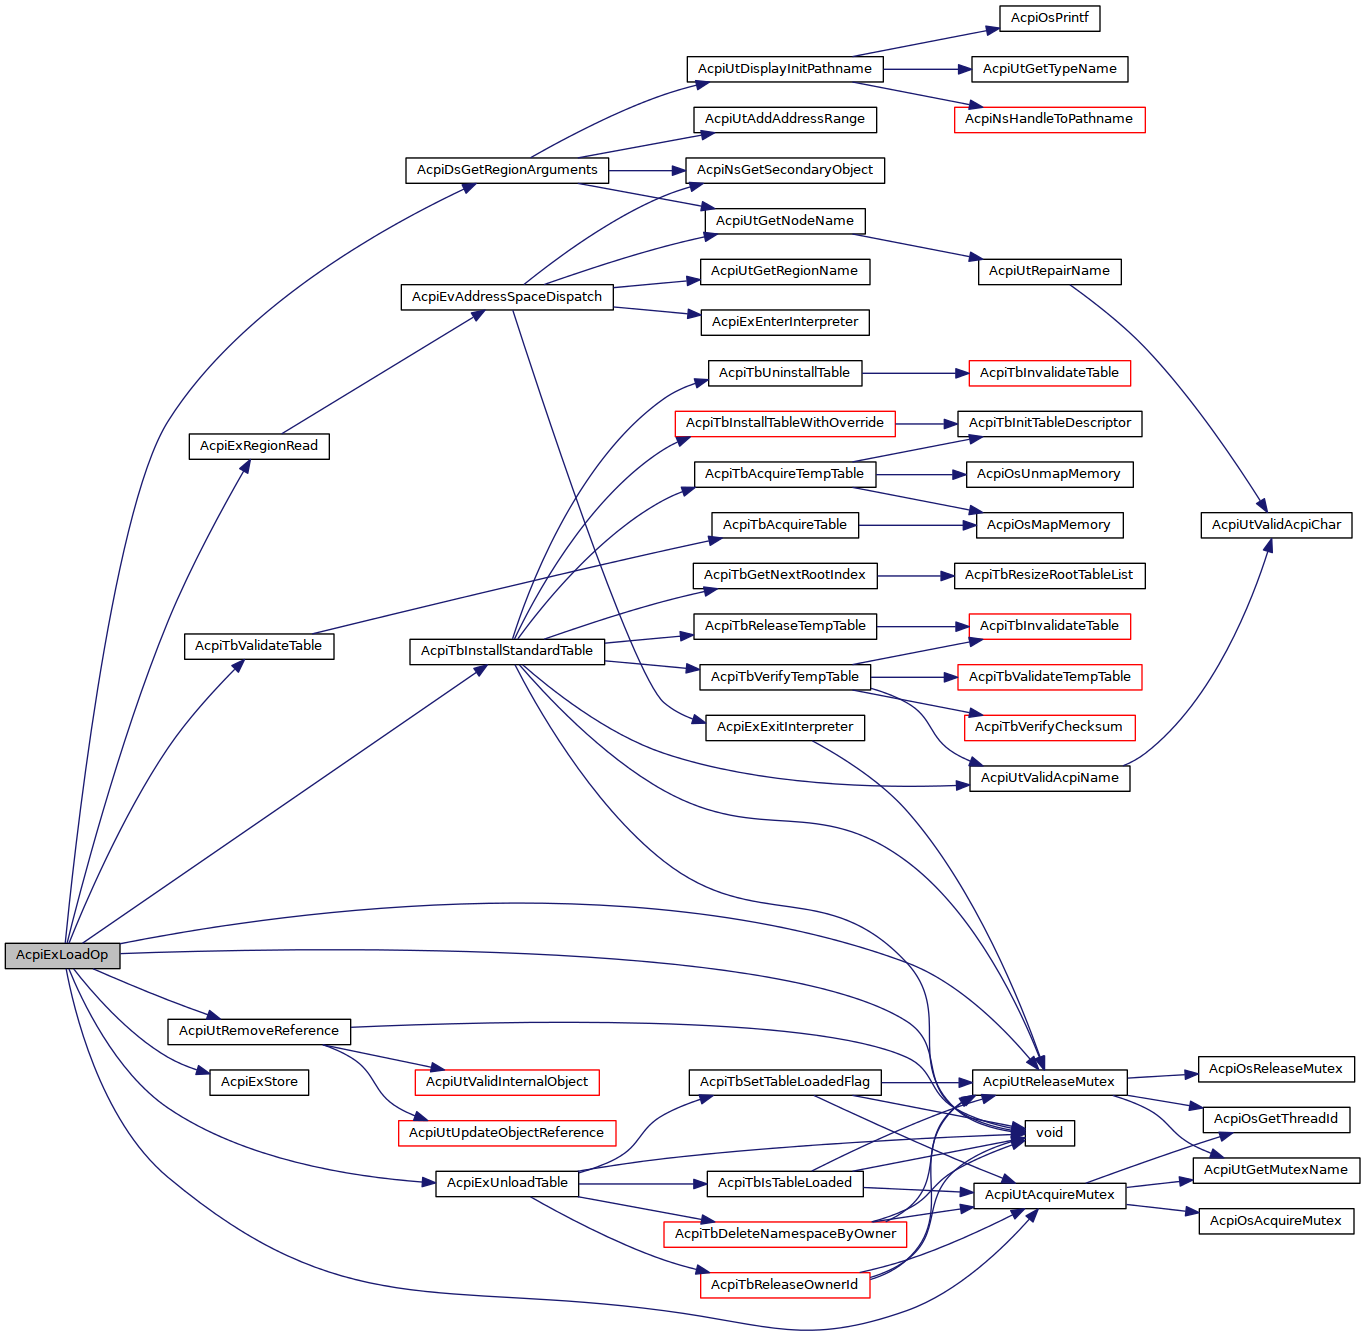 AcpiOsPrintf
AcpiUtDisplayInitPathname
AcpiUtGetTypeName
AcpiUtAddAddressRange
AcpiNsHandleToPathname
AcpiDsGetRegionArguments
AcpiNsGetSecondaryObject
AcpiUtGetNodeName
AcpiUtGetRegionName
AcpiUtRepairName
AcpiEvAddressSpaceDispatch
AcpiExEnterInterpreter
AcpiTbUninstallTable
AcpiTbInvalidateTable
AcpiTbInstallTableWithOverride
AcpiTbInitTableDescriptor
AcpiExRegionRead
AcpiTbAcquireTempTable
AcpiOsUnmapMemory
AcpiTbAcquireTable
AcpiOsMapMemory
AcpiUtValidAcpiChar
AcpiTbGetNextRootIndex
AcpiTbResizeRootTableList
AcpiTbReleaseTempTable
AcpiTbInvalidateTable
AcpiTbValidateTable
AcpiTbInstallStandardTable
AcpiTbVerifyTempTable
AcpiTbValidateTempTable
AcpiExExitInterpreter
AcpiTbVerifyChecksum
AcpiUtValidAcpiName
AcpiExLoadOp
AcpiUtRemoveReference
AcpiExStore
AcpiUtValidInternalObject
AcpiTbSetTableLoadedFlag
AcpiUtReleaseMutex
AcpiOsReleaseMutex
AcpiOsGetThreadId
AcpiUtUpdateObjectReference
void
AcpiUtGetMutexName
AcpiExUnloadTable
AcpiTbIsTableLoaded
AcpiUtAcquireMutex
AcpiOsAcquireMutex
AcpiTbDeleteNamespaceByOwner
AcpiTbReleaseOwnerId